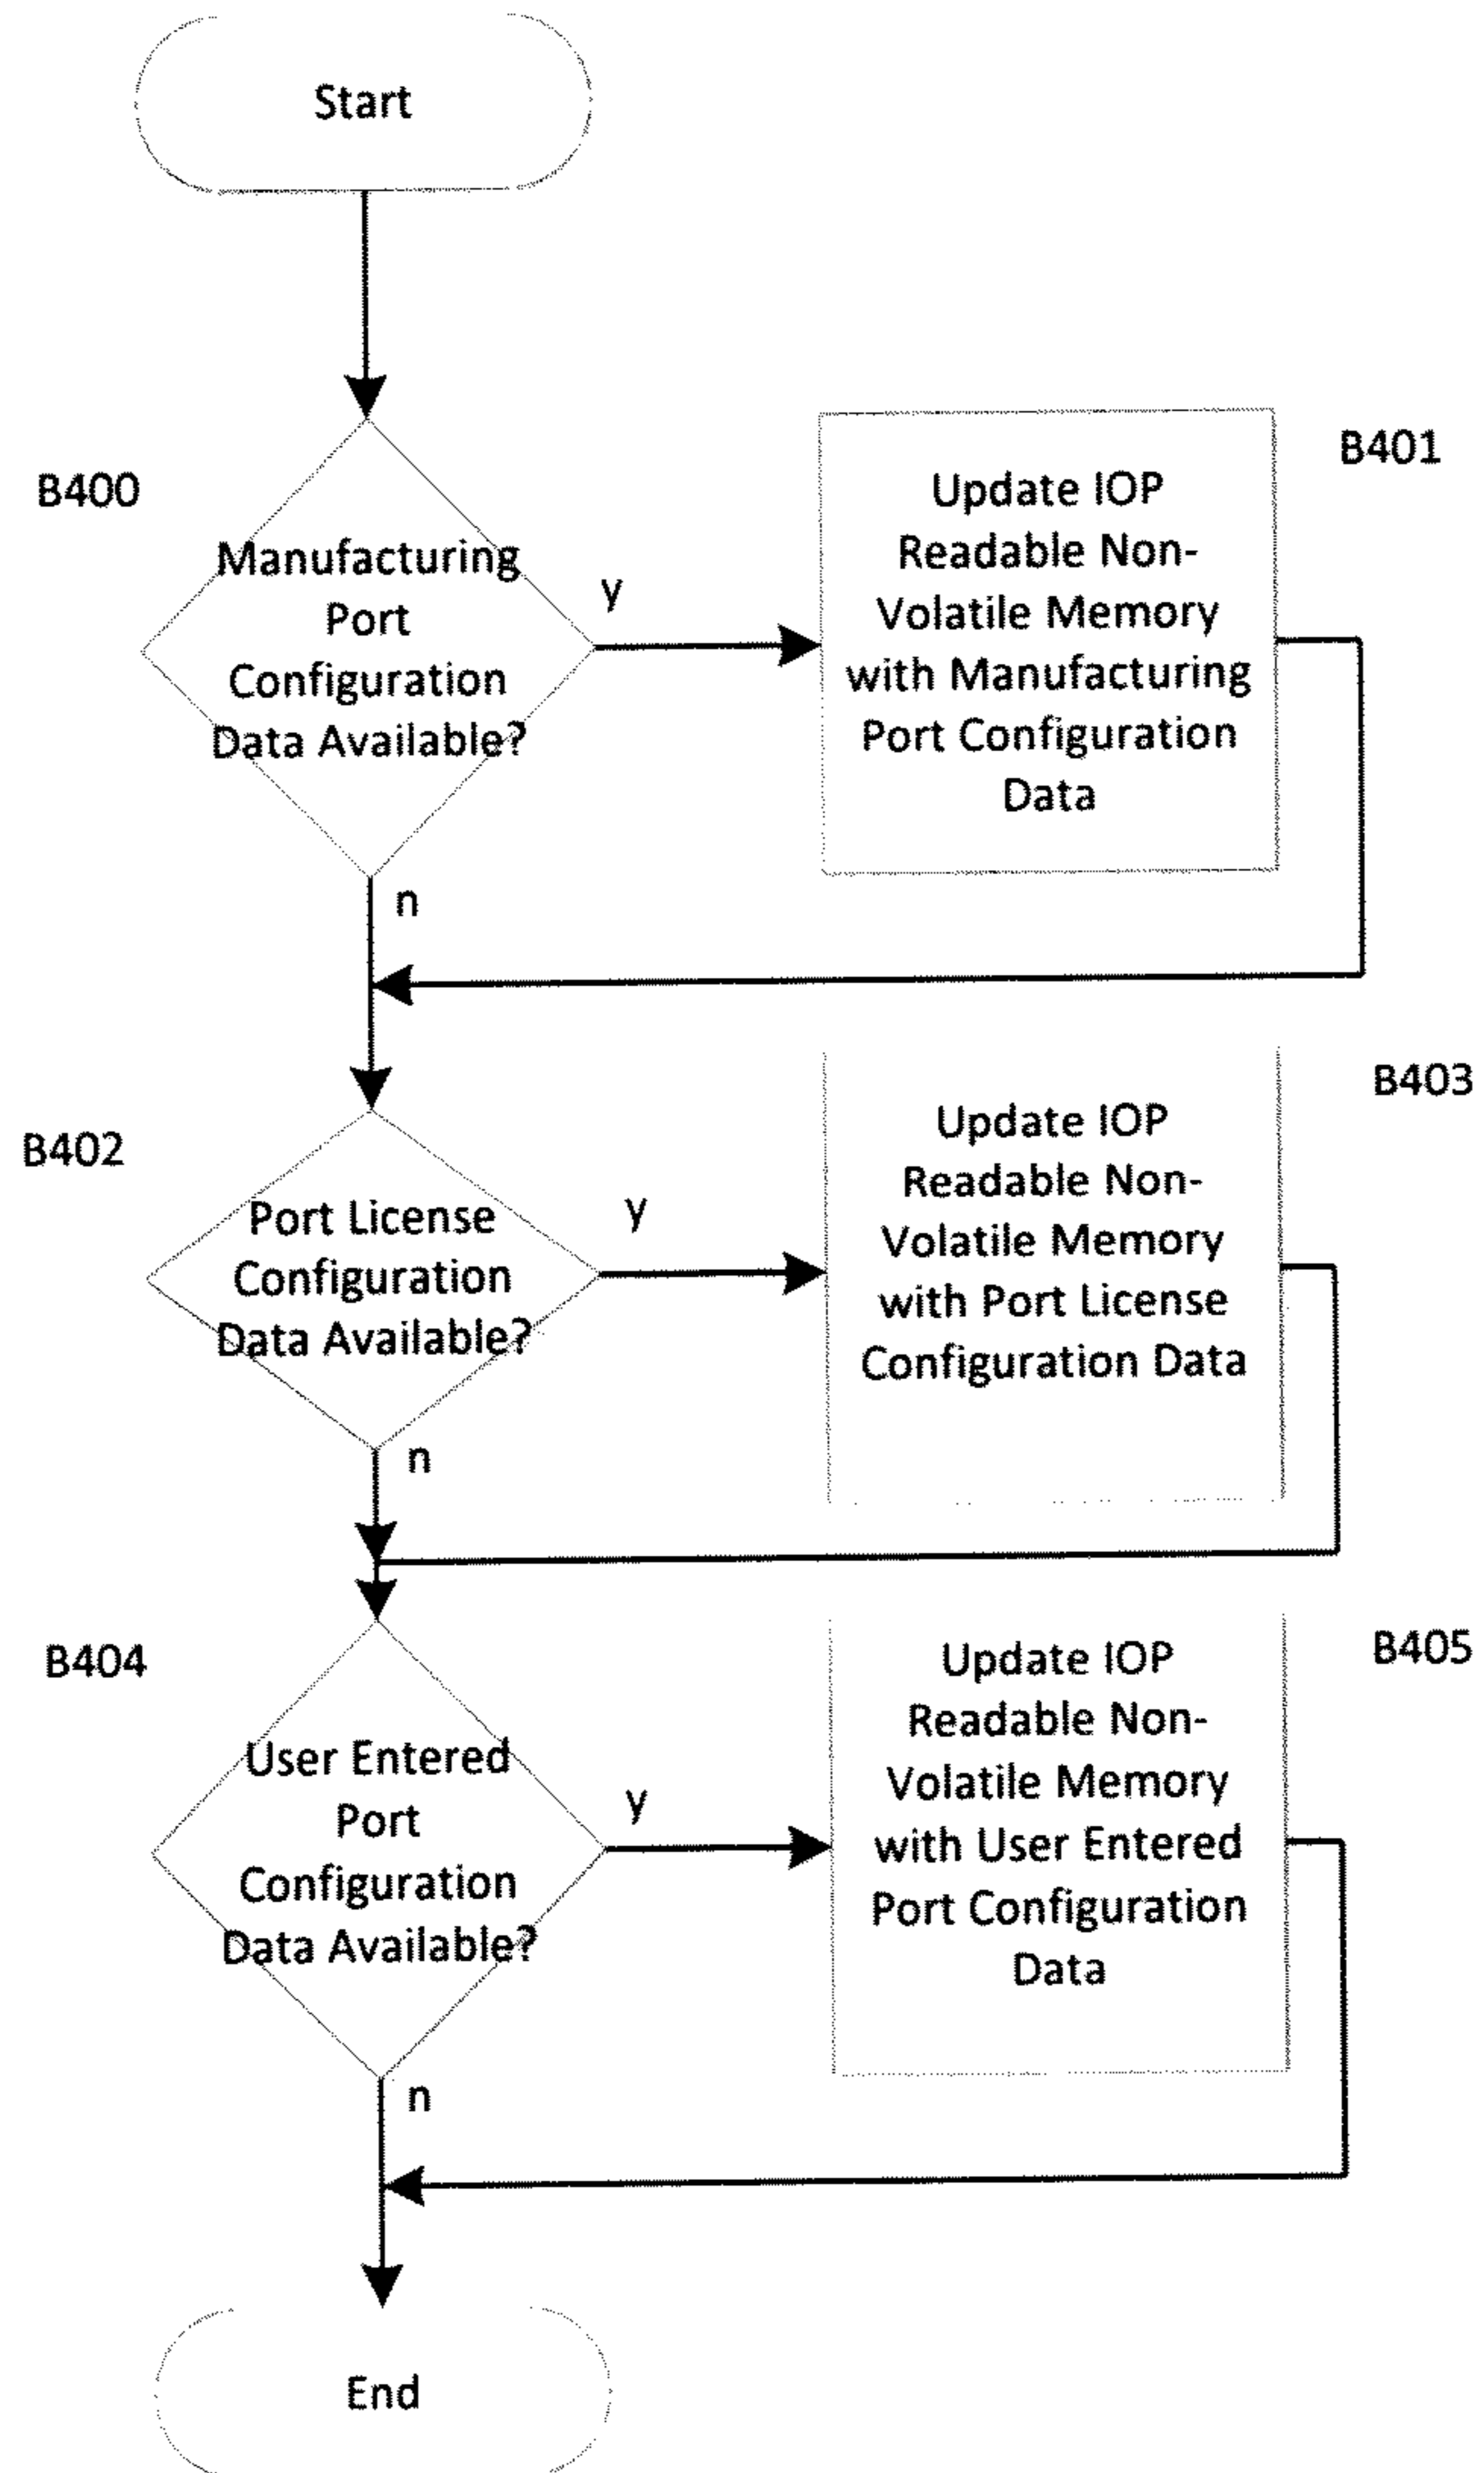 Start
B400
Manufacturing
Port
Configuration
Data Available?
y
n
B401
Update IOP
Readable Non-
Volatile Memory
with Manufacturing
Port Configuration
Data
B402
Port License
Configuration
Data Available?
y
n
B403
Update IOP
Readable Non-
Volatile Memory
with Port License
Configuration Data
B404
User Entered
Port
Configuration
Data Available?
y
n
B405
Update IOP
Readable Non-
Volatile Memory
with User Entered
Port Configuration
Data
End